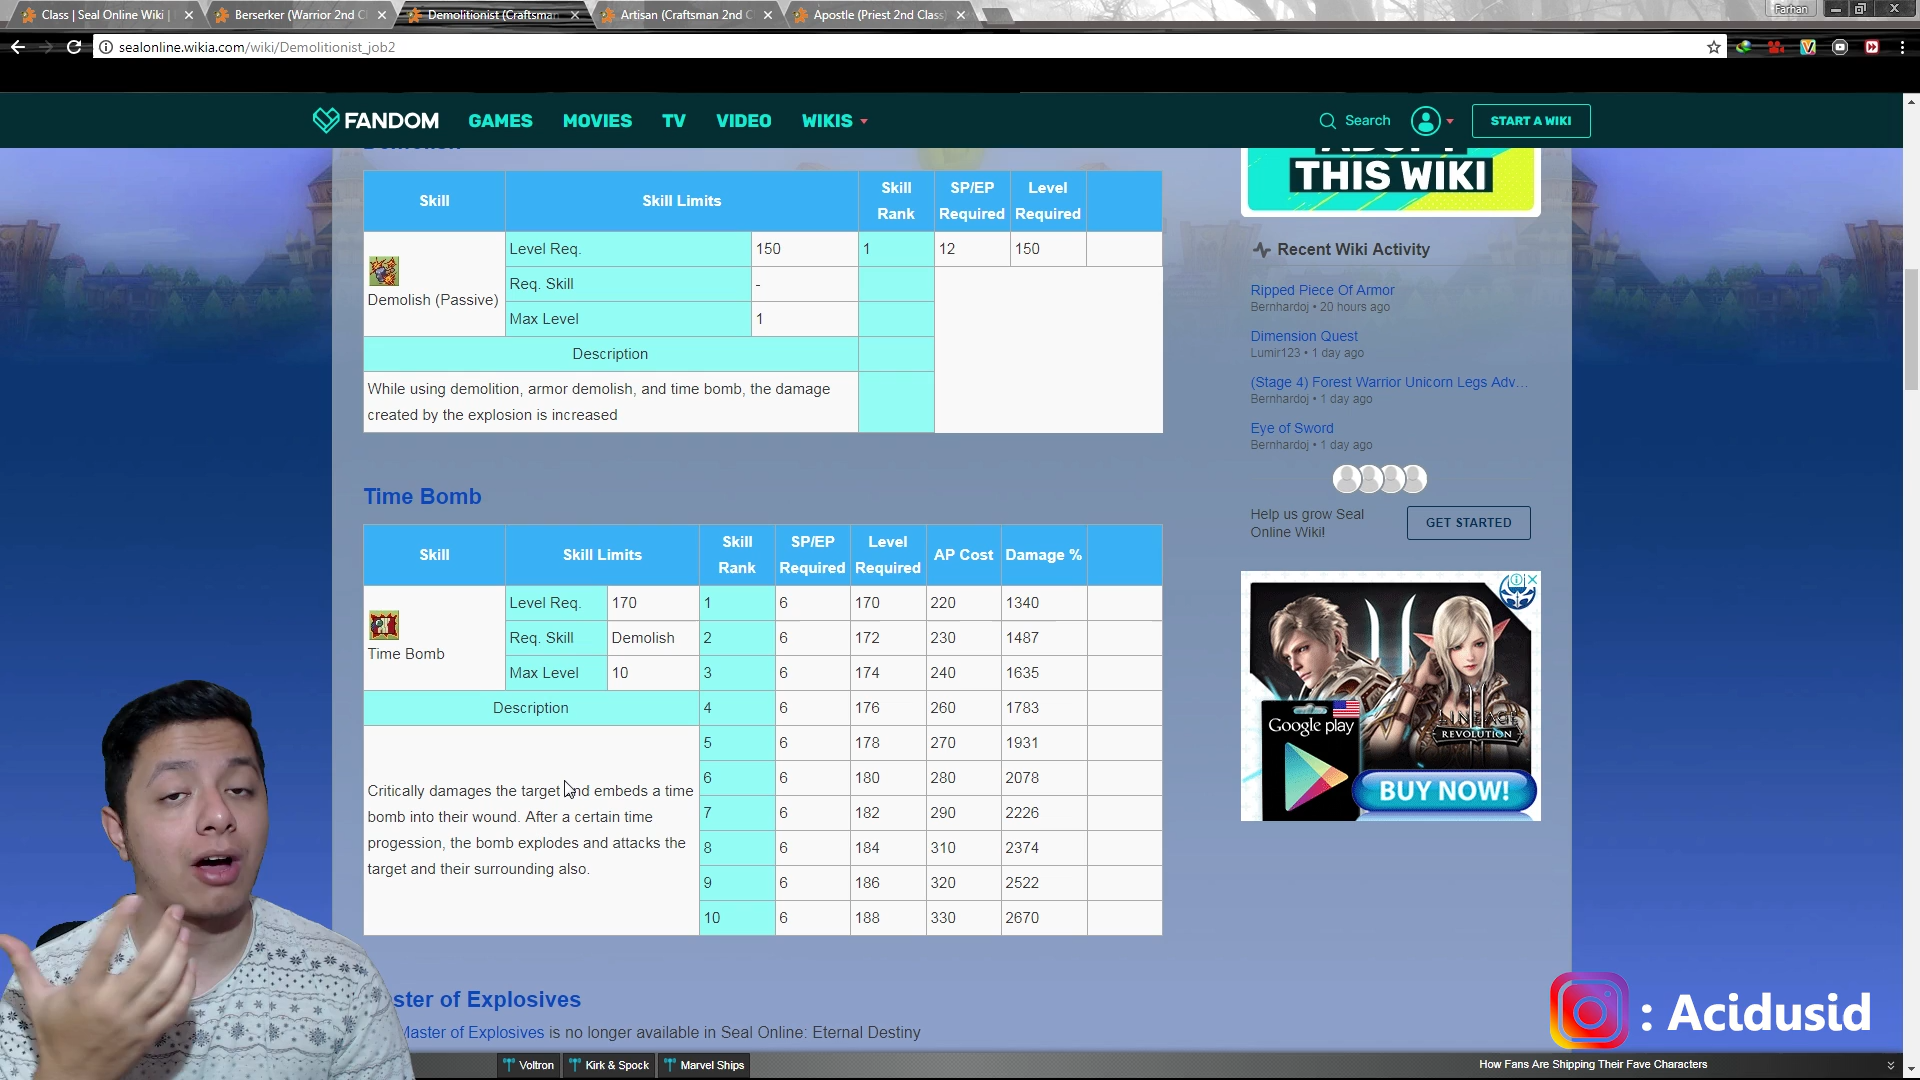 Class | Seal Online Wiki |
Berserker (Warrior 2nd Cl
Demolitionist (Craftsman
Artisan (Craftsman 2nd C
Apostle (Priest 2nd Class)
Farhan
sealonline.wikia.com/wiki/Demolitionist_job2
FANDOM GAMES MOVIES TV VIDEO WIKIS
Search
START A WIKI
THIS WIKI
Skill Skill Limits Skill Rank SP/EP Required Level Required
Demolish (Passive)
Level Req. 150 1 12 150
Req. Skill -
Max Level 1
Description
While using demolition, armor demolish, and time bomb, the damage
created by the explosion is increased
Time Bomb
Skill Skill Limits Skill Rank SP/EP Required Level Required AP Cost Damage %
Time Bomb
Level Req. 170 1 6 170 220 1340
Req. Skill Demolish 2 6 172 230 1487
Max Level 10 3 6 174 240 1635
Description 4 6 176 260 1783
5 6 178 270 1931
6 6 180 280 2078
7 6 182 290 2226
8 6 184 310 2374
9 6 186 320 2522
10 6 188 330 2670
Critically damages the target and embeds a time
bomb into their wound. After a certain time
progession, the bomb explodes and attacks the
target and their surrounding also.
ster of Explosives
Master of Explosives is no longer available in Seal Online: Eternal Destiny
Recent Wiki Activity
Ripped Piece Of Armor
Bernhardoj • 20 hours ago
Dimension Quest
Lumir123 • 1 day ago
(Stage 4) Forest Warrior Unicorn Legs Adv...
Bernhardoj • 1 day ago
Eye of Sword
Bernhardoj • 1 day ago
Help us grow Seal
Online Wiki!
GET STARTED
Google play
LINEAGE
REVOLUTION
BUY NOW!
: Acidusid
Voltron
Kirk & Spock
Marvel Ships
How Fans Are Shipping Their Fave Characters